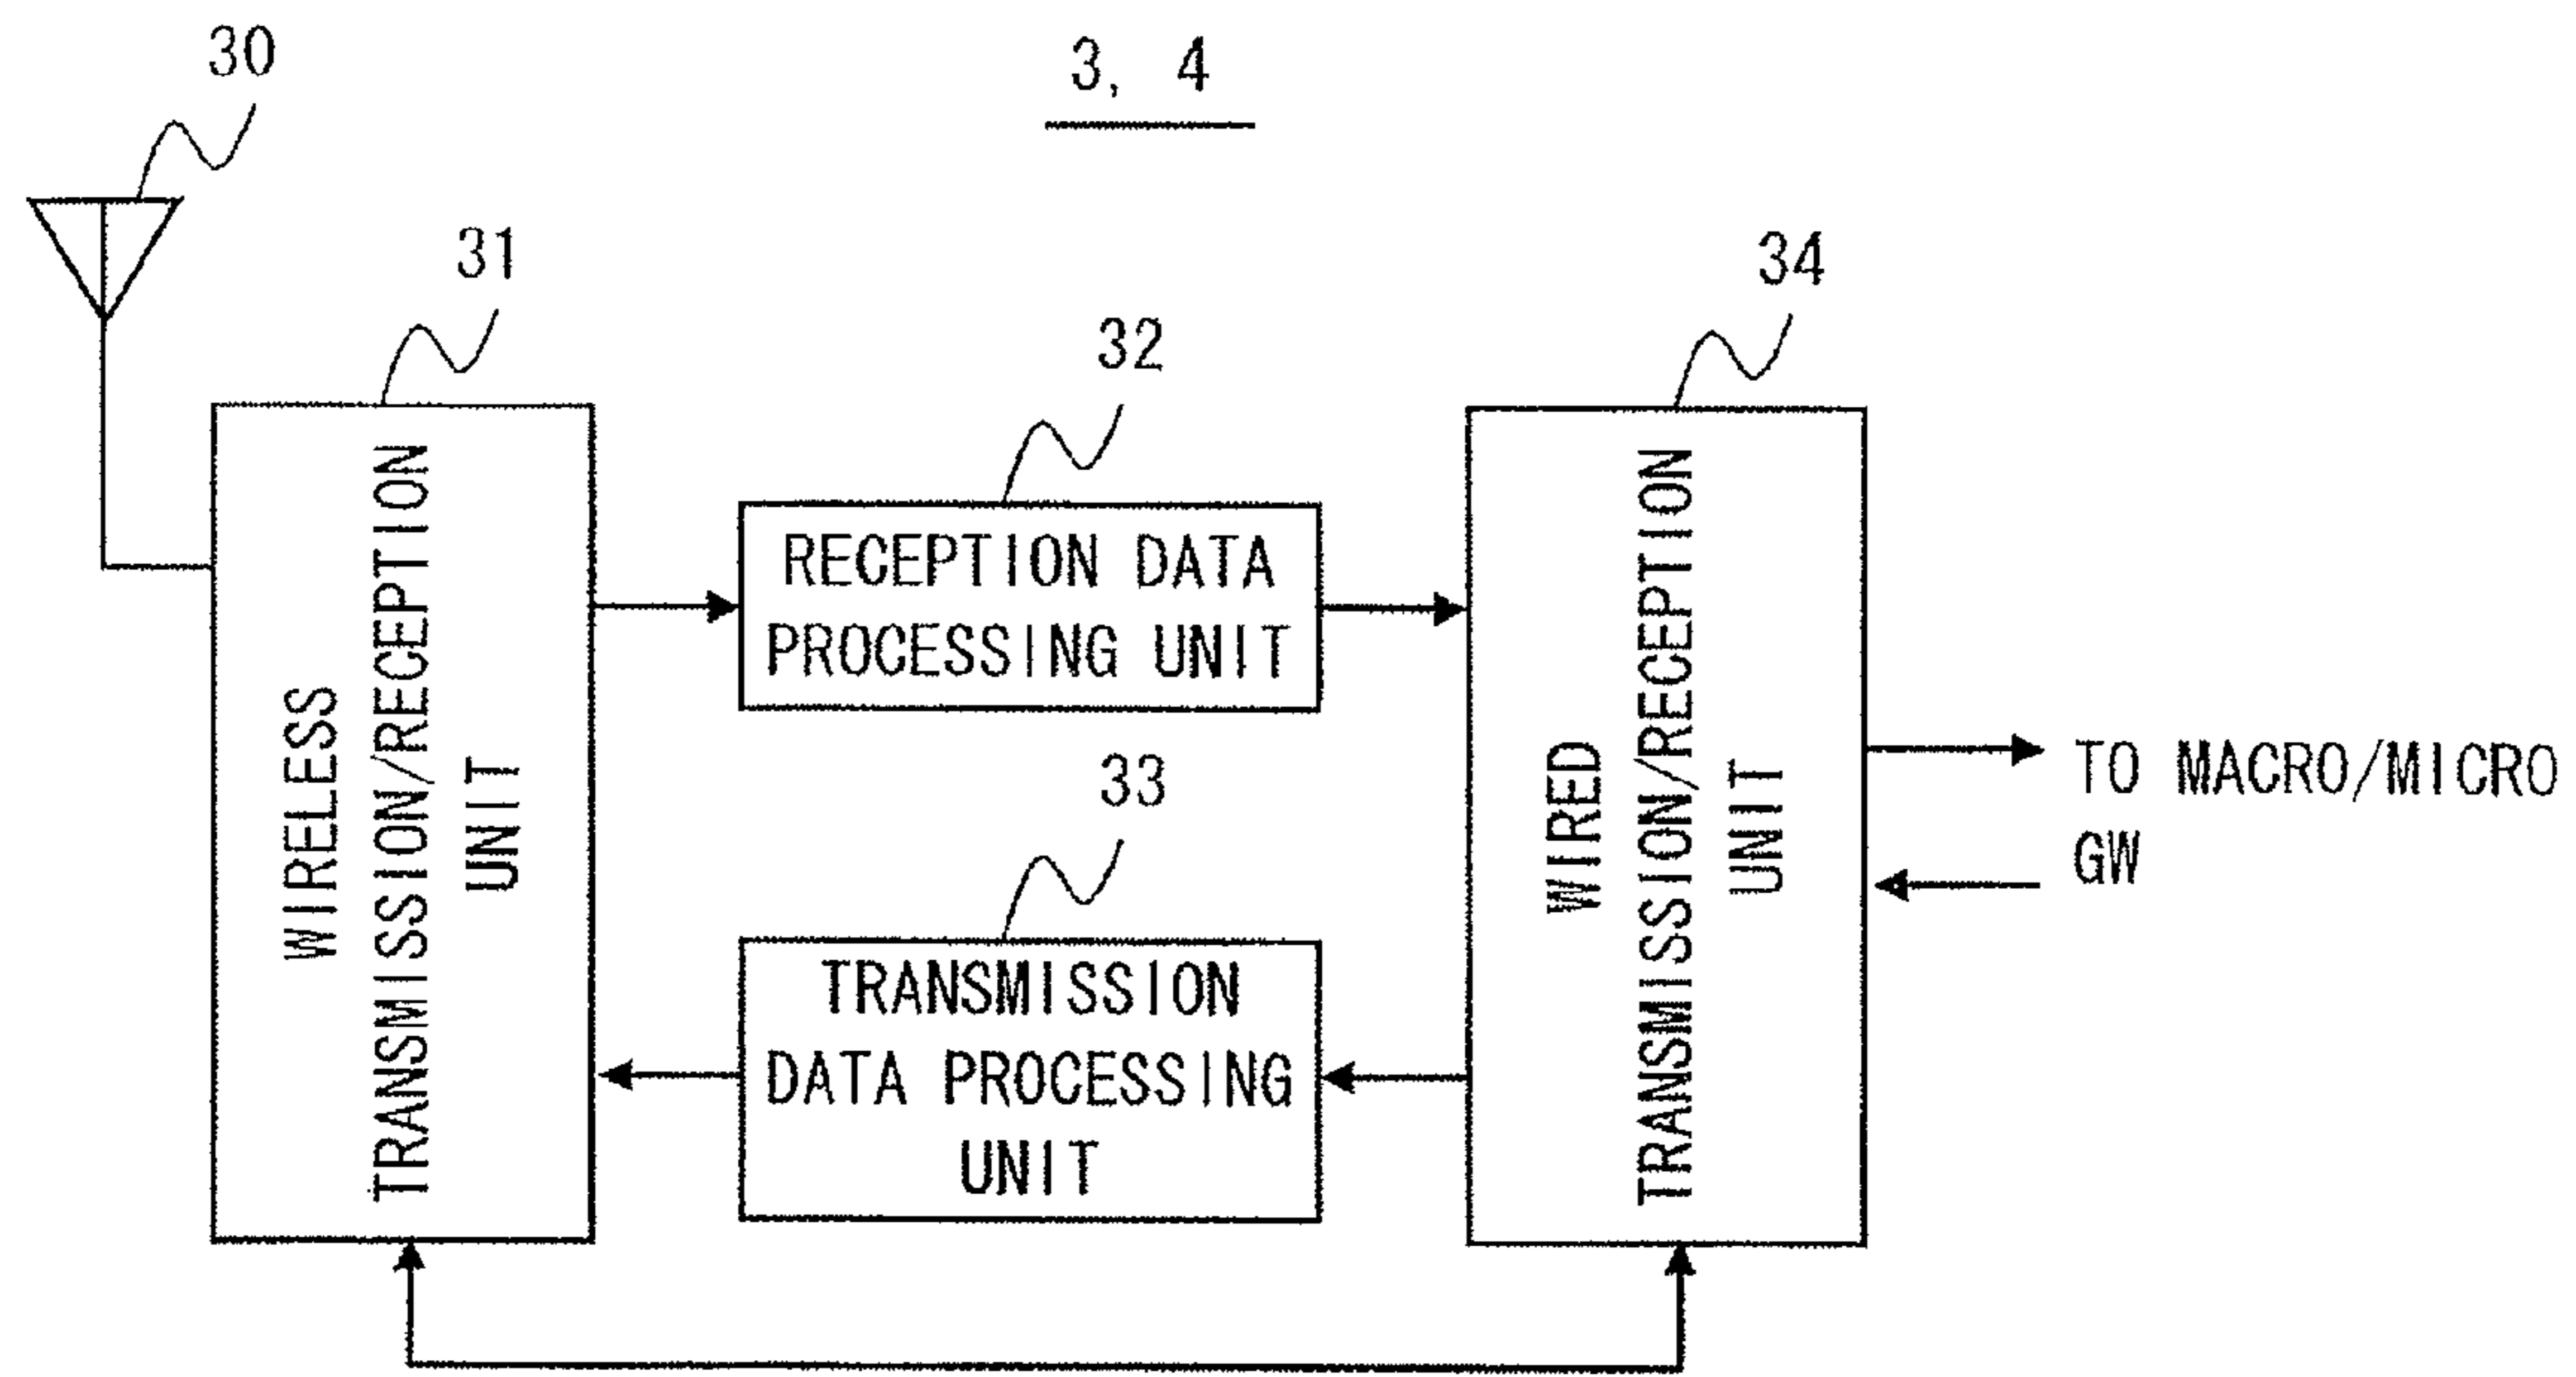 30
3, 4
31
32
34
WIRELESS
TRANSMISSION/RECEPTION
UNIT
RECEPTION DATA
PROCESSING UNIT
33
TRANSMISSION
DATA PROCESSING
UNIT
WIRED
TRANSMISSION/RECEPTION
UNIT
TO MACRO/MICRO
GW